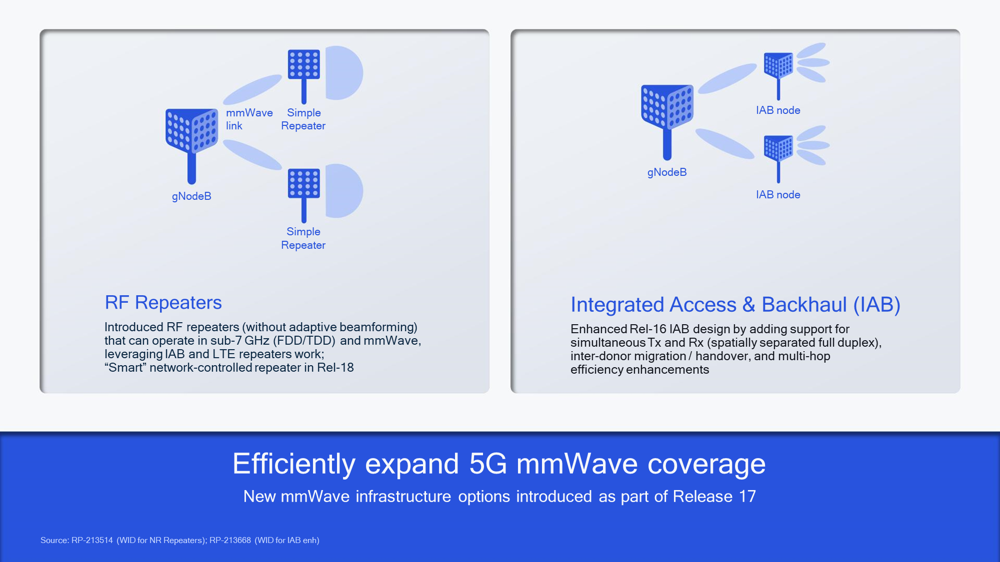 mmWave
link
Simple
Repeater
gNodeB
Simple
Repeater
RF Repeaters
Introduced RF repeaters (without adaptive beamforming)
that can operate in sub-7 GHz (FDD/TDD) and mmWave,
leveraging IAB and LTE repeaters work;
“Smart” network-controlled repeater in Rel-18
IAB node
gNodeB
IAB node
Integrated Access & Backhaul (IAB)
Enhanced Rel-16 IAB design by adding support for
simultaneous Tx and Rx (spatially separated full duplex),
inter-donor migration / handover, and multi-hop
efficiency enhancements
Efficiently expand 5G mmWave coverage
New mmWave infrastructure options introduced as part of Release 17
Source: RP-213514 (WID for NR Repeaters); RP-213668 (WID for IAB enh)